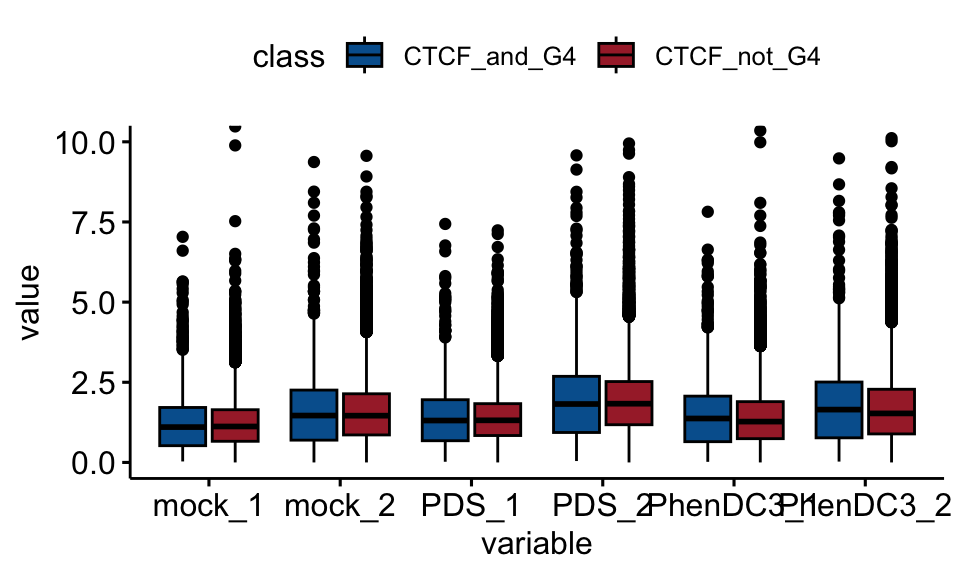 class CTCF_and_G4 CTCF_not_G4
10.0
7.5
5.0
2.5
0.0
value
mock_1 mock_2 PDS_1 PDS_2 PhenDC3_1 PhenDC3_2
variable